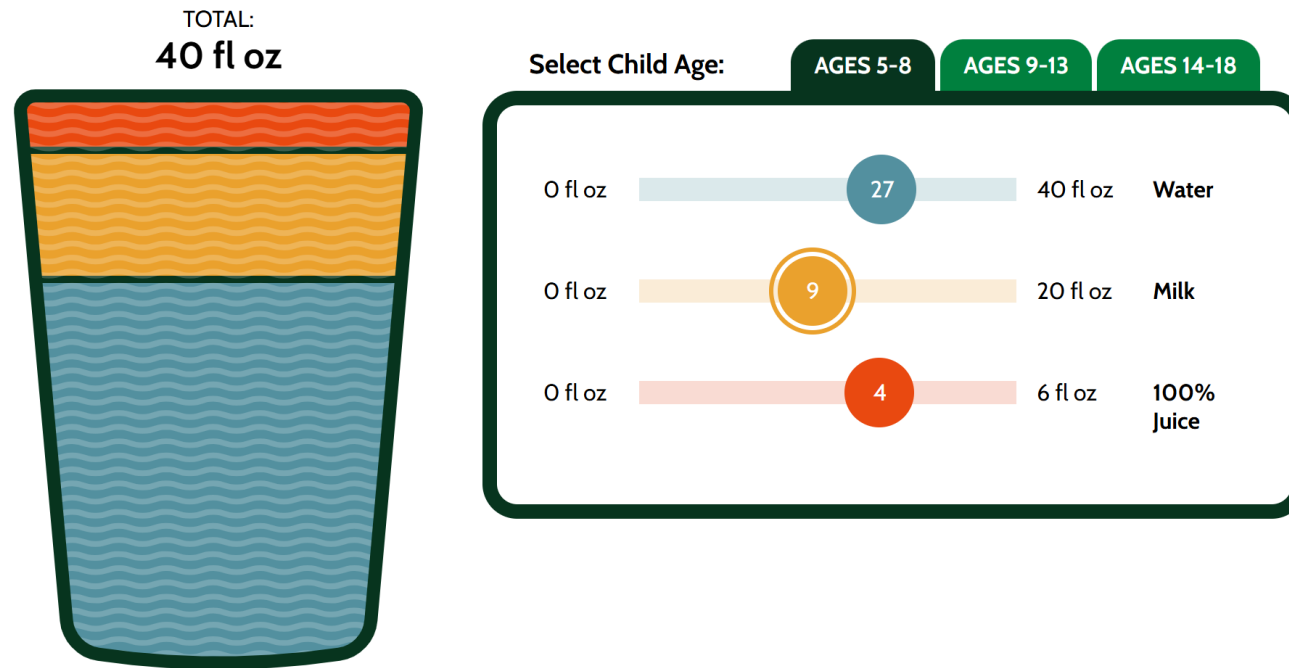 TOTAL:
40 fl oz
Select Child Age:
AGES 5-8
AGES 9-13
AGES 14-18
0 fl oz
27
40 fl oz
Water
0 fl oz
9
20 fl oz
Milk
0 fl oz
4
6 fl oz
100%
Juice